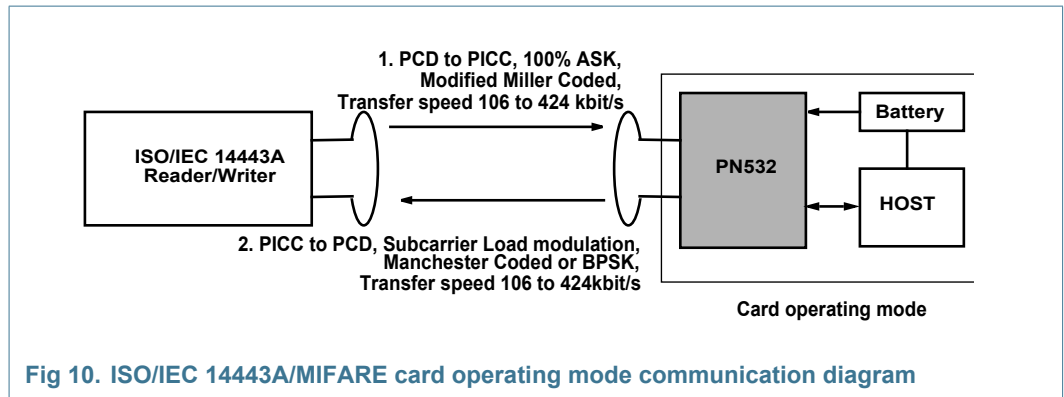 1. PCD to PICC, 100% ASK,
Modified Miller Coded,
Transfer speed 106 to 424 kbit/s
ISO/IEC 14443A
Reader/Writer
PN532
Battery
HOST
2. PICC to PCD, Subcarrier Load modulation,
Manchester Coded or BPSK,
Transfer speed 106 to 424kbit/s
Card operating mode
Fig 10. ISO/IEC 14443A/MIFARE card operating mode communication diagram